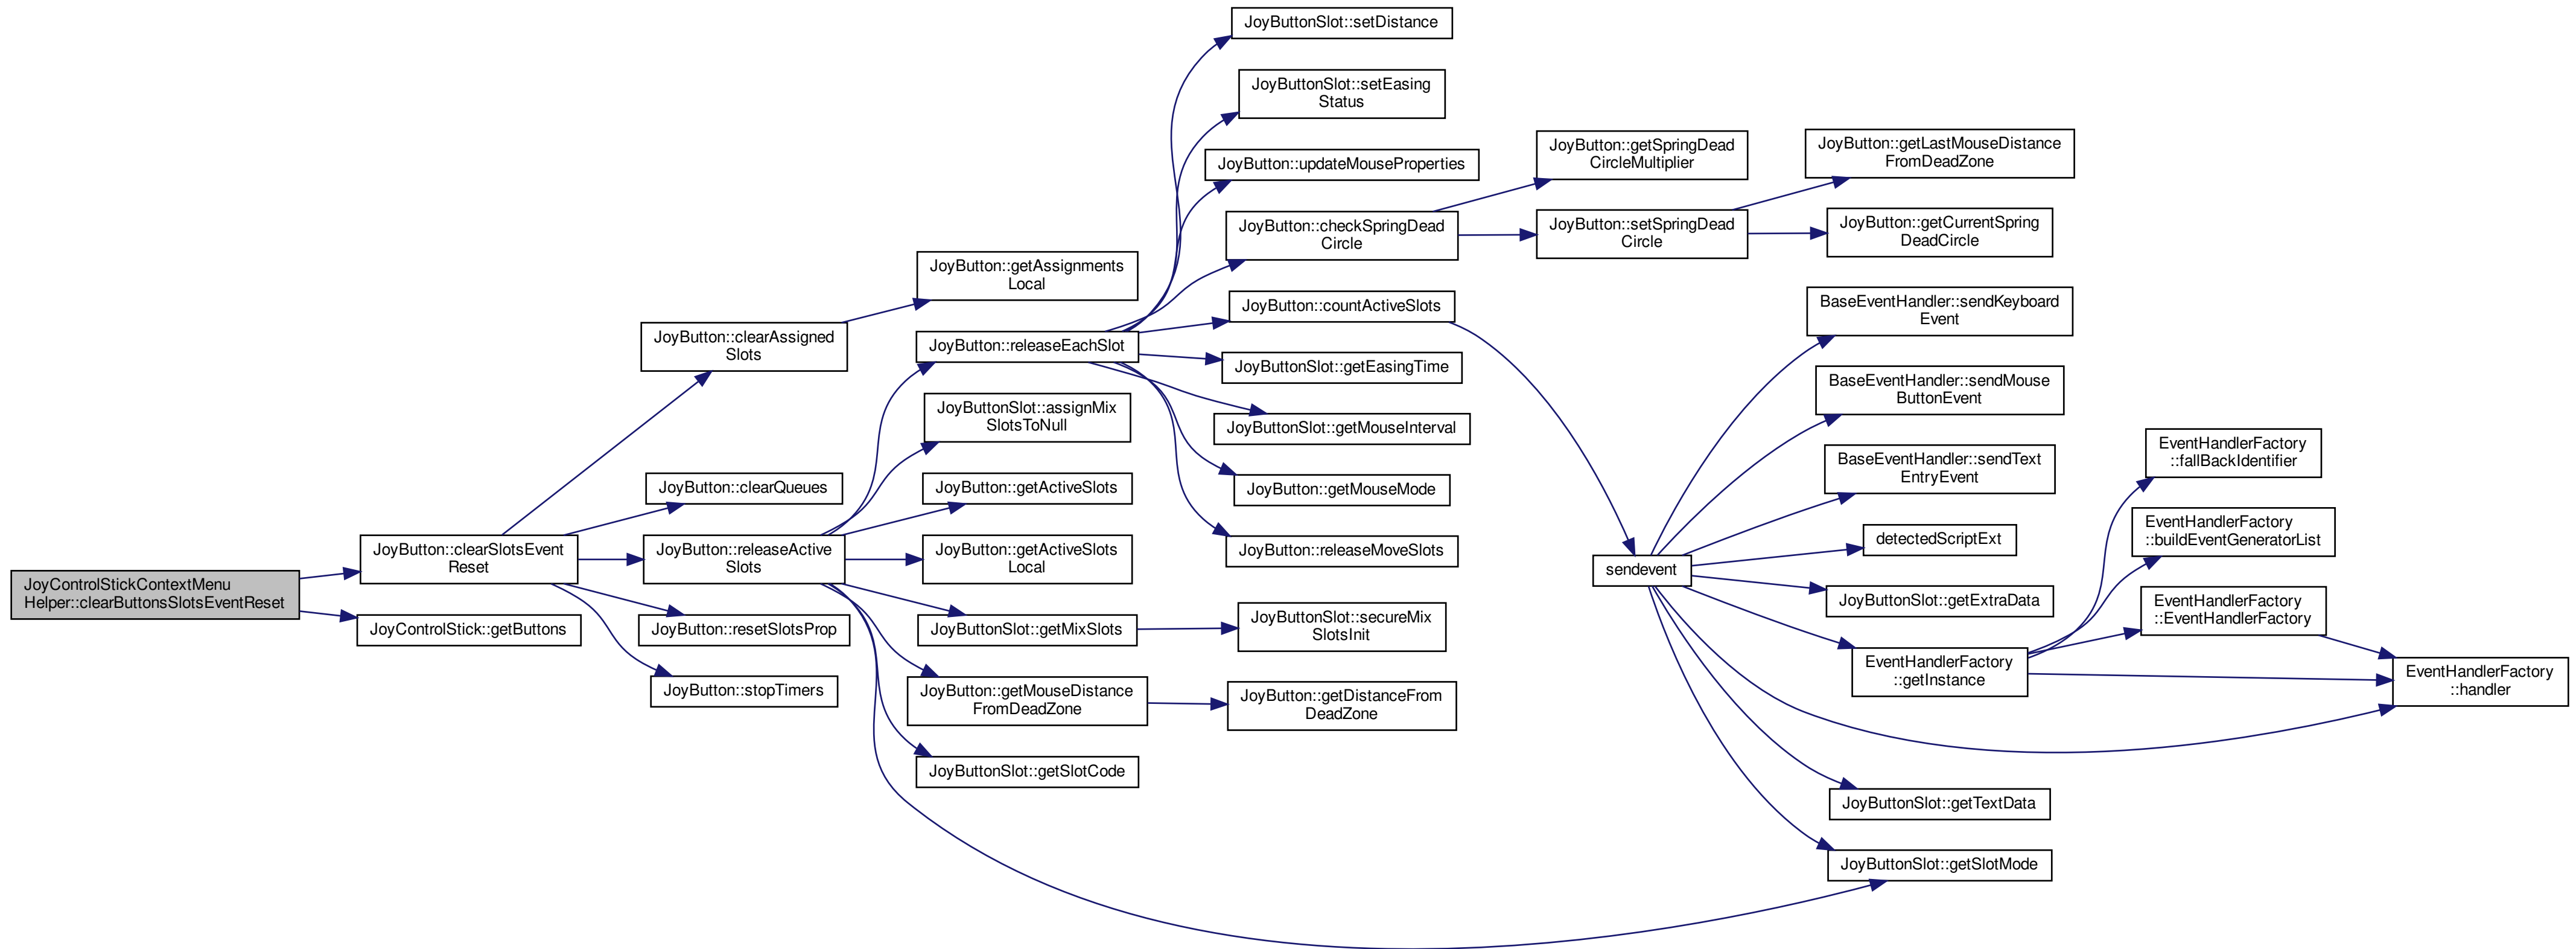 JoyControlStickContextMenu
Helper::clearButtonsSlotsEventReset
JoyButton::clearSlotsEvent
Reset
JoyControlStick::getButtons
JoyButton::clearAssigned
Slots
JoyButton::clearQueues
JoyButton::releaseActive
Slots
JoyButton::resetSlotsProp
JoyButton::stopTimers
JoyButton::getAssignments
Local
JoyButton::releaseEachSlot
JoyButtonSlot::assignMix
SlotsToNull
JoyButton::getActiveSlots
JoyButton::getActiveSlots
Local
JoyButtonSlot::getMixSlots
JoyButton::getMouseDistance
FromDeadZone
JoyButtonSlot::getSlotCode
JoyButtonSlot::setDistance
JoyButtonSlot::setEasing
Status
JoyButton::updateMouseProperties
JoyButton::checkSpringDead
Circle
JoyButton::countActiveSlots
JoyButtonSlot::getEasingTime
JoyButtonSlot::getMouseInterval
JoyButton::getMouseMode
JoyButton::releaseMoveSlots
JoyButtonSlot::secureMix
SlotsInit
JoyButton::getDistanceFrom
DeadZone
JoyButton::getSpringDead
CircleMultiplier
JoyButton::setSpringDead
Circle
sendevent
JoyButton::getLastMouseDistance
FromDeadZone
JoyButton::getCurrentSpring
DeadCircle
BaseEventHandler::sendKeyboard
Event
BaseEventHandler::sendMouse
ButtonEvent
BaseEventHandler::sendText
EntryEvent
detectedScriptExt
JoyButtonSlot::getExtraData
EventHandlerFactory
::getInstance
JoyButtonSlot::getTextData
JoyButtonSlot::getSlotMode
EventHandlerFactory
::fallBackIdentifier
EventHandlerFactory
::buildEventGeneratorList
EventHandlerFactory
::EventHandlerFactory
EventHandlerFactory
::handler